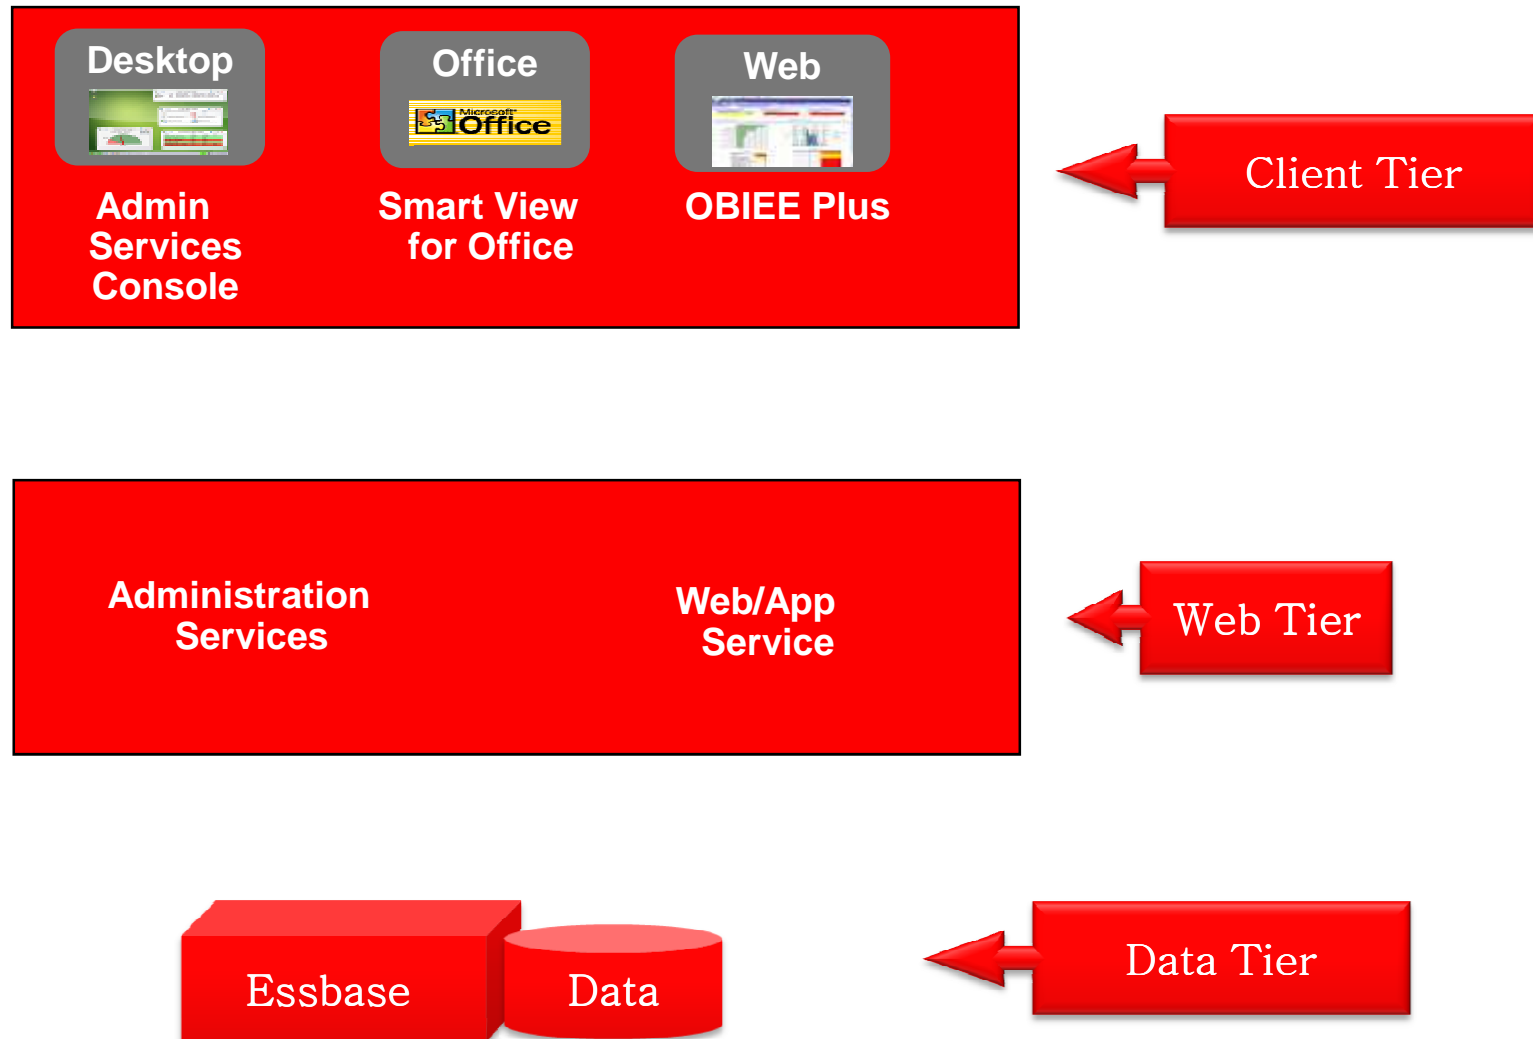 Desktop
Office
Web
Microsoft
Office
Admin
Services
Console
Smart View
for Office
OBIEE Plus
Client Tier
Administration
Services
Web/App
Service
Web Tier
Essbase
Data
Data Tier